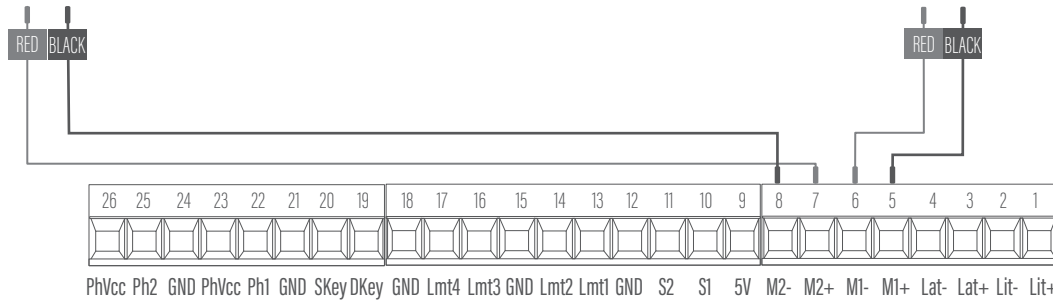 RED BLACK RED BLACK
26 25 24 23 22 21 20 19 18 17 16 15 14 13 12 11 10 9 8 7 6 5 4 3 2 1
PhVcc Ph2 GND PhVcc Ph1 GND SKey DKey GND Lmt4 Lmt3 GND Lmt2 Lmt1 GND S2 S1 5V M2- M2+ M1- M1+ Lat- Lat+ Lit- Lit+